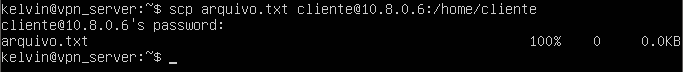 kelvin@vpn_server:~$ scp arquivo.txt cliente@10.8.0.6:/home/cliente
cliente@10.8.0.6's password:
arquivo.txt 100% 0 0.0KB
kelvin@vpn_server:~$ _